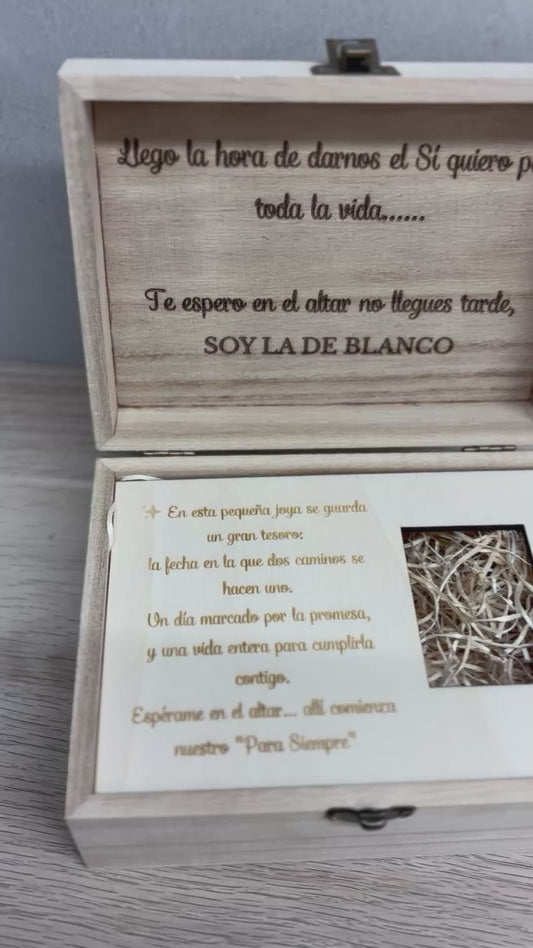 Llego la hora de darnos el Sí quiero
toda la vida......
Te espero en el altar no llegues tarde,
SOY LA DE BLANCO
En esta pequeña joya se guarda
un gran tesoro:
la fecha en la que dos caminos se
hacen uno.
Un día marcado por la promesa,
y una vida entera para cumplirla
contigo.
Espérame en el altar... allí comienza
nuestro "Para Siempre"